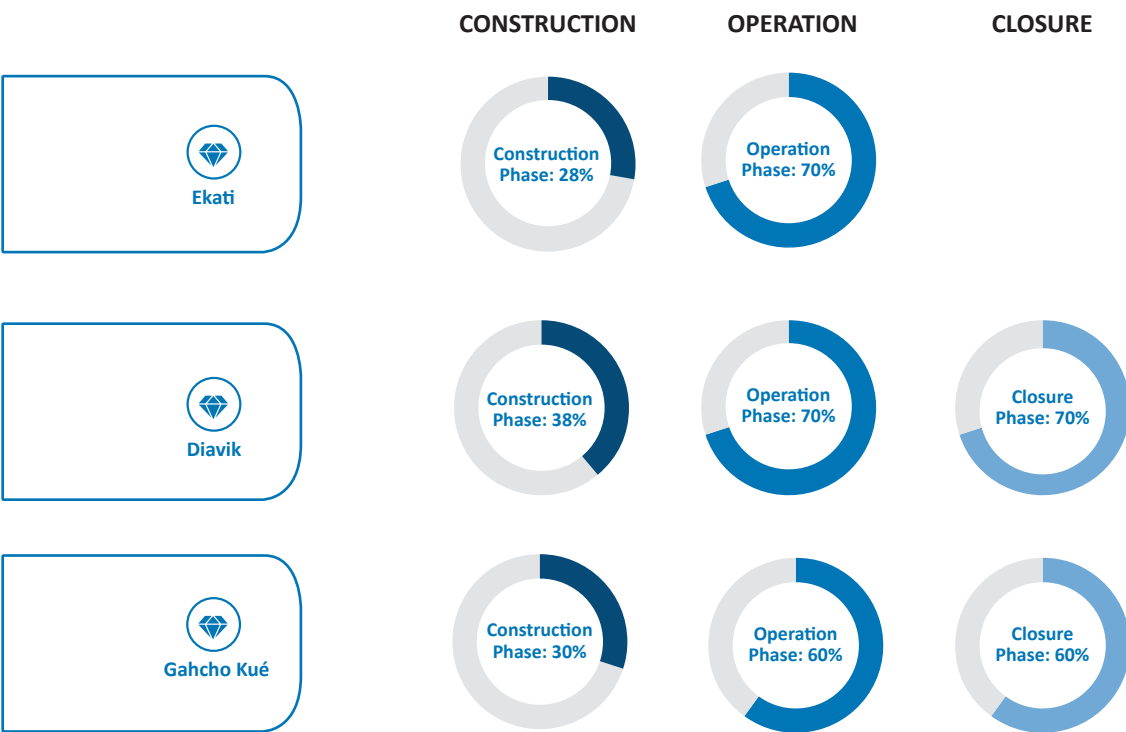 CONSTRUCTION
OPERATION
CLOSURE
Ekati
Construction
Phase: 28%
Operation
Phase: 70%
Diavik
Construction
Phase: 38%
Operation
Phase: 70%
Closure
Phase: 70%
Gahcho Kué
Construction
Phase: 30%
Operation
Phase: 60%
Closure
Phase: 60%